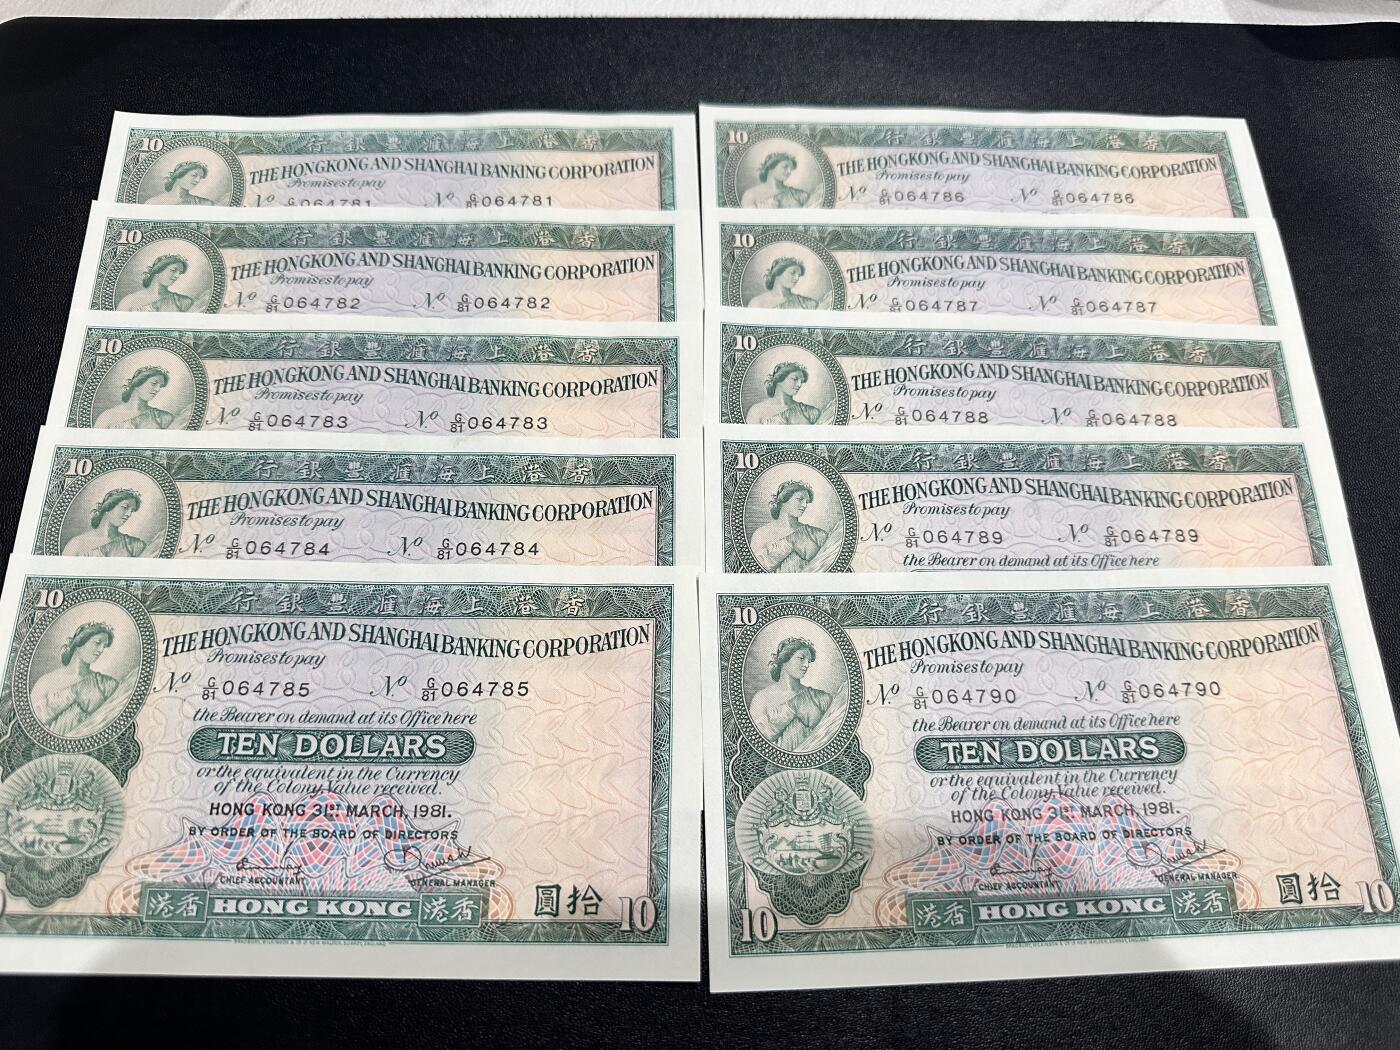 10 行銀豐滙海上港香
THE HONGKONG AND SHANGHAI BANKING CORPORATION
Promises to pay
Nº G/81 064781 Nº G/81 064781
10 行銀豐滙海上港香
THE HONGKONG AND SHANGHAI BANKING CORPORATION
Promises to pay
Nº G/81 064782 Nº G/81 064782
10 行銀豐滙海上港香
THE HONGKONG AND SHANGHAI BANKING CORPORATION
Promises to pay
Nº G/81 064783 Nº G/81 064783
10 行銀豐滙海上港香
THE HONGKONG AND SHANGHAI BANKING CORPORATION
Promises to pay
Nº G/81 064784 Nº G/81 064784
10 行銀豐滙海上港香
THE HONGKONG AND SHANGHAI BANKING CORPORATION
Promises to pay
Nº G/81 064785 Nº G/81 064785
the Bearer on demand at its Office here
TEN DOLLARS
or the equivalent in the Currency
of the Colony, Value received.
HONG KONG 31ST MARCH, 1981.
BY ORDER OF THE BOARD OF DIRECTORS
CHIEF ACCOUNTANT GENERAL MANAGER
港香 HONG KONG 港香 圓拾 10
BRADBURY, WILKINSON & Cº Lº NEW MALDEN, SURREY, ENGLAND
10 行銀豐滙海上港香
THE HONGKONG AND SHANGHAI BANKING CORPORATION
Promises to pay
Nº G/81 064786 Nº G/81 064786
10 行銀豐滙海上港香
THE HONGKONG AND SHANGHAI BANKING CORPORATION
Promises to pay
Nº G/81 064787 Nº G/81 064787
10 行銀豐滙海上港香
THE HONGKONG AND SHANGHAI BANKING CORPORATION
Promises to pay
Nº G/81 064788 Nº G/81 064788
10 行銀豐滙海上港香
THE HONGKONG AND SHANGHAI BANKING CORPORATION
Promises to pay
Nº G/81 064789 Nº G/81 064789
the Bearer on demand at its Office here
10 行銀豐滙海上港香
THE HONGKONG AND SHANGHAI BANKING CORPORATION
Promises to pay
Nº G/81 064790 Nº G/81 064790
the Bearer on demand at its Office here
TEN DOLLARS
or the equivalent in the Currency
of the Colony, Value received.
HONG KONG 31ST MARCH, 1981.
BY ORDER OF THE BOARD OF DIRECTORS
CHIEF ACCOUNTANT GENERAL MANAGER
10 港香 HONG KONG 港香 圓拾 10
BRADBURY, WILKINSON & Cº Lº NEW MALDEN, SURREY, ENGLAND